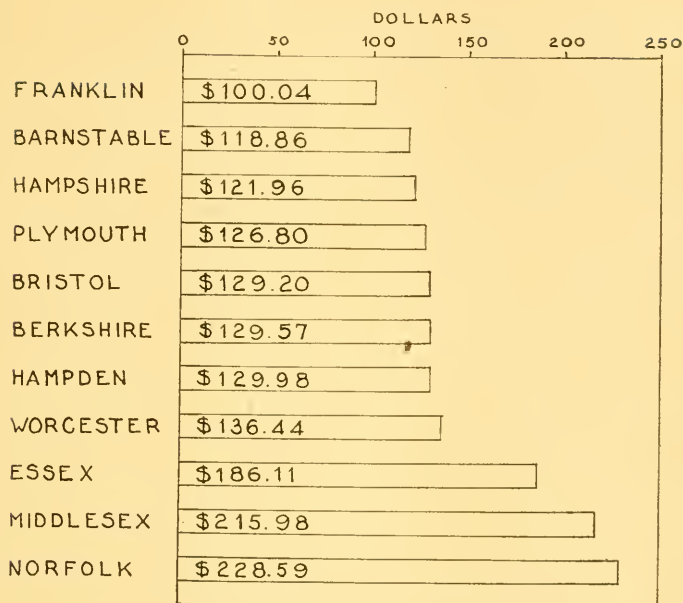 DOLLARS
0 50 100 150 200 250
FRANKLIN $100.04
BARNSTABLE $118.86
HAMPSHIRE $121.96
PLYMOUTH $126.80
BRISTOL $129.20
BERKSHIRE $129.57
HAMPDEN $129.98
WORCESTER $136.44
ESSEX $186.11
MIDDLESEX $215.98
NORFOLK $228.59